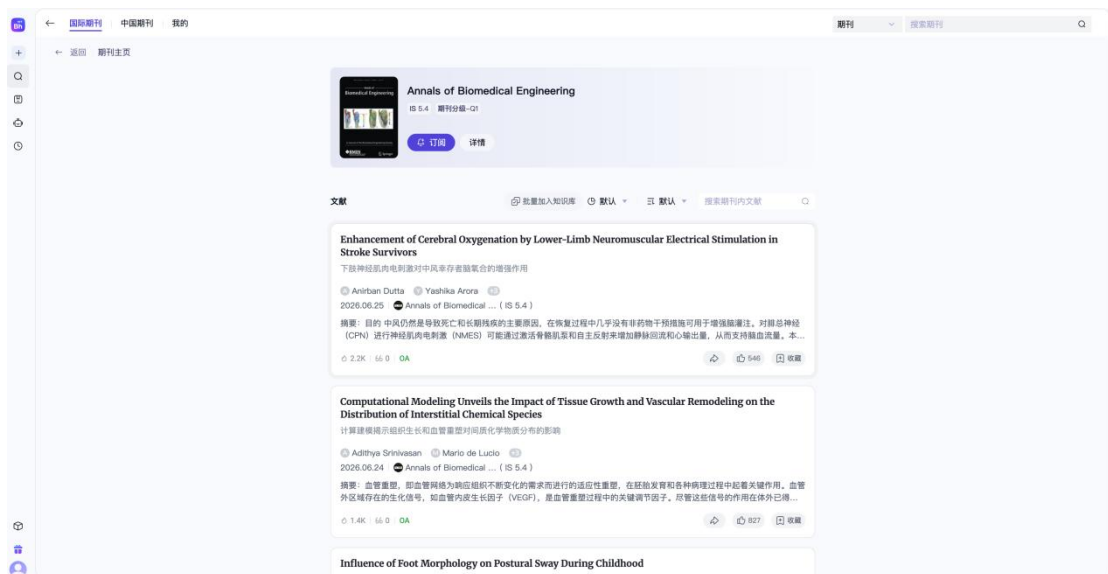 Bh
国际期刊 中国期刊 我的
期刊 搜索期刊
返回 期刊主页
Biomedical Engineering
Annals of Biomedical Engineering
IS 5.4 期刊分级-Q1
订阅 详情
文献 批量加入知识库 默认 默认 搜索期刊内文献
Enhancement of Cerebral Oxygenation by Lower-Limb Neuromuscular Electrical Stimulation in
Stroke Survivors
下肢神经肌肉电刺激对中风幸存者脑氧合的增强作用
A Anirban Dutta Y Yashika Arora +3
2026.06.25 Annals of Biomedical ... ( IS 5.4 )
摘要： 目的 中风仍然是导致死亡和长期残疾的主要原因，在恢复过程中几乎没有非药物干预措施可用于增强脑灌注。对腓总神经
（CPN）进行神经肌肉电刺激（NMES）可能通过激活骨骼肌泵和自主反射来增加静脉回流和心输出量，从而支持脑血流量。本...
2.2K 0 OA 546 收藏
Computational Modeling Unveils the Impact of Tissue Growth and Vascular Remodeling on the
Distribution of Interstitial Chemical Species
计算建模揭示组织生长和血管重塑对间质化学物质分布的影响
A Adithya Srinivasan M Mario de Lucio +3
2026.06.24 Annals of Biomedical ... ( IS 5.4 )
摘要： 血管重塑，即血管网络为响应组织不断变化的需求而进行的适应性重塑，在胚胎发育和各种病理过程中起着关键作用。血管
外区域存在的生化信号，如血管内皮生长因子（VEGF），是血管重塑过程中的关键调节因子。尽管这些信号的作用在体外已得...
1.4K 0 OA 827 收藏
Influence of Foot Morphology on Postural Sway During Childhood